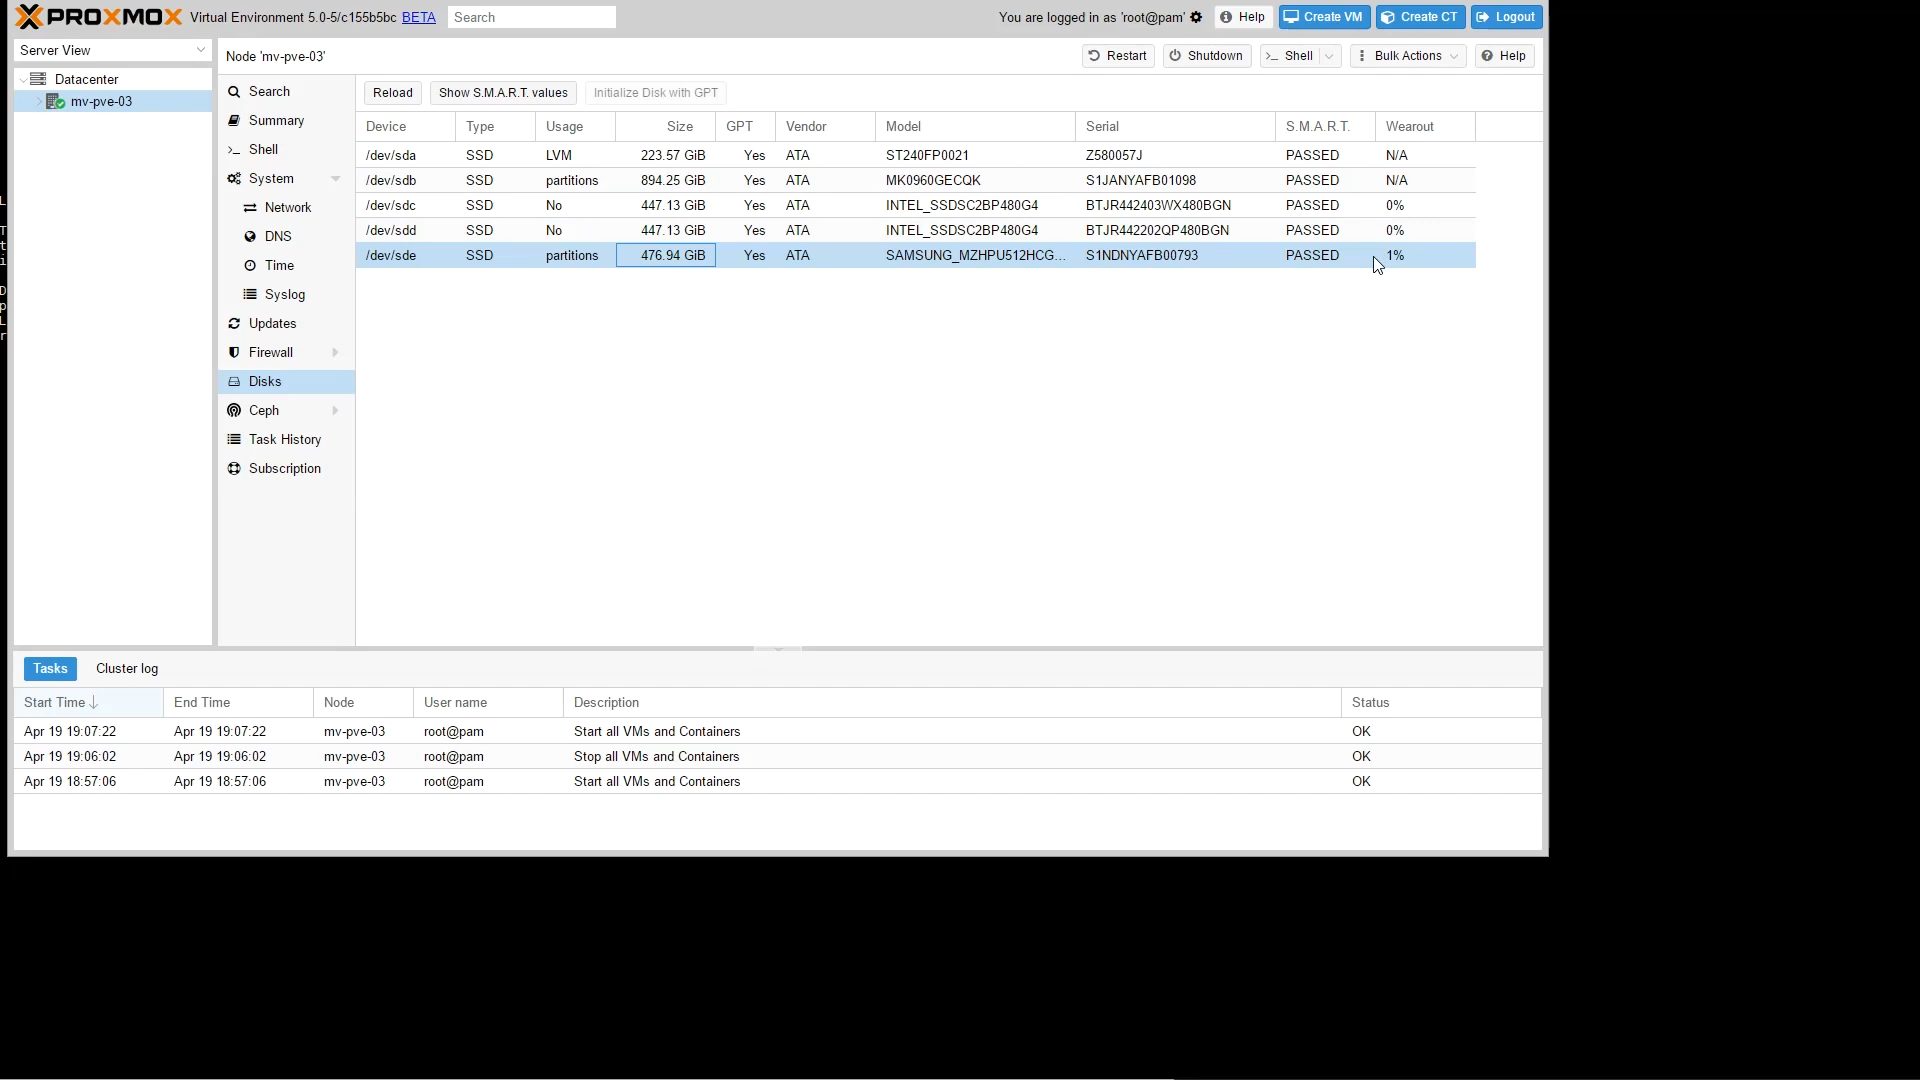 PROXMOX Virtual Environment 5.0-5/c155b5bc BETA Search You are logged in as 'root@pam' Help Create VM Create CT Logout
Server View
Datacenter
mv-pve-03
Node 'mv-pve-03' Restart Shutdown Shell Bulk Actions Help
Search
Summary
Shell
System
Network
DNS
Time
Syslog
Updates
Firewall
Disks
Ceph
Task History
Subscription
Reload Show S.M.A.R.T. values Initialize Disk with GPT
Device Type Usage Size GPT Vendor Model Serial S.M.A.R.T. Wearout
/dev/sda SSD LVM 223.57 GiB Yes ATA ST240FP0021 Z580057J PASSED N/A
/dev/sdb SSD partitions 894.25 GiB Yes ATA MK0960GECQK S1JANYAFB01098 PASSED N/A
/dev/sdc SSD No 447.13 GiB Yes ATA INTEL_SSDSC2BP480G4 BTJR442403WX480BGN PASSED 0%
/dev/sdd SSD No 447.13 GiB Yes ATA INTEL_SSDSC2BP480G4 BTJR442202QP480BGN PASSED 0%
/dev/sde SSD partitions 476.94 GiB Yes ATA SAMSUNG_MZHPU512HCG... S1NDNYAFB00793 PASSED 1%
Tasks Cluster log
Start Time End Time Node User name Description Status
Apr 19 19:07:22 Apr 19 19:07:22 mv-pve-03 root@pam Start all VMs and Containers OK
Apr 19 19:06:02 Apr 19 19:06:02 mv-pve-03 root@pam Stop all VMs and Containers OK
Apr 19 18:57:06 Apr 19 18:57:06 mv-pve-03 root@pam Start all VMs and Containers OK